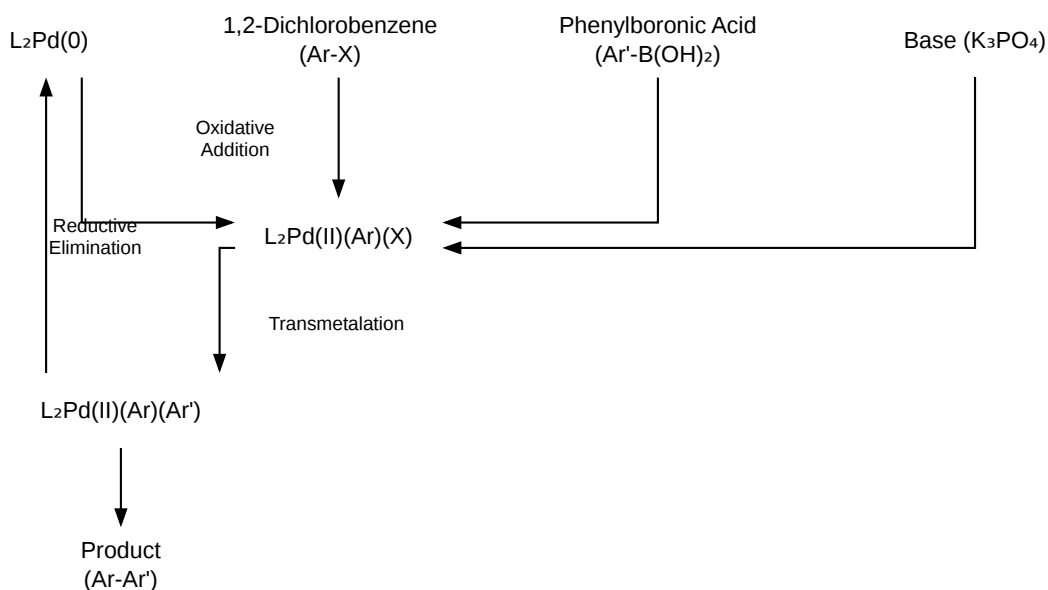 L₂Pd(0)
1,2-Dichlorobenzene
(Ar-X)
Phenylboronic Acid
(Ar'-B(OH)₂)
Base (K₃PO₄)
Oxidative
Addition
Reductive
Elimination
L₂Pd(II)(Ar)(X)
Transmetalation
L₂Pd(II)(Ar)(Ar')
Product
(Ar-Ar')